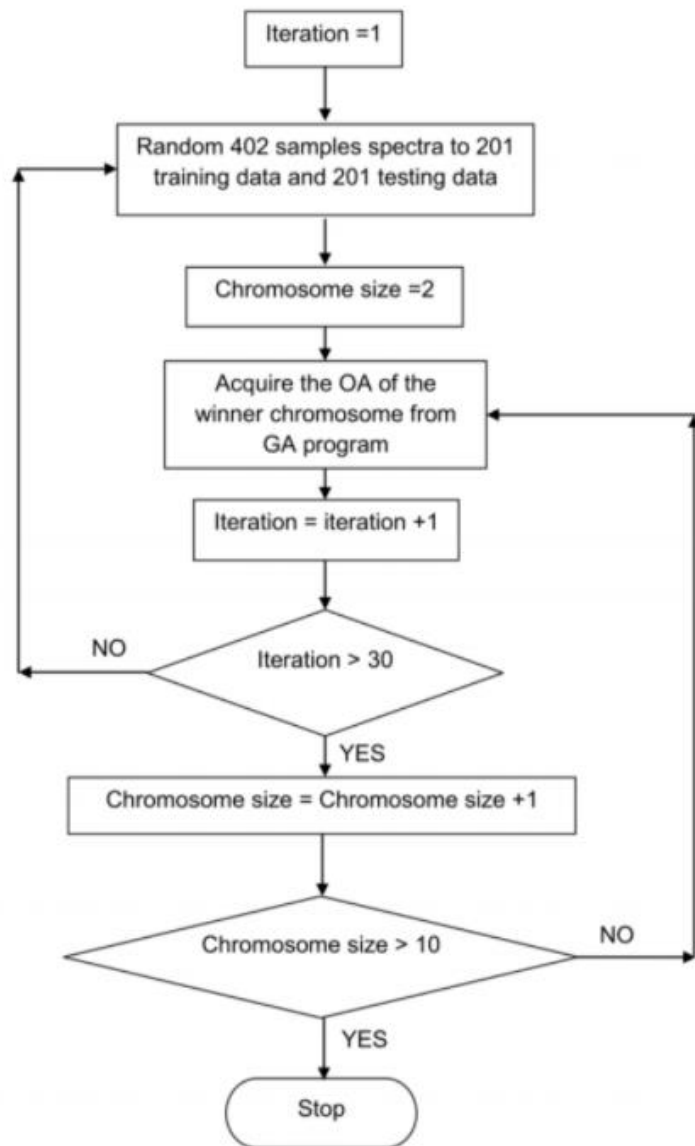 Iteration =1
Random 402 samples spectra to 201
training data and 201 testing data
Chromosome size =2
Acquire the OA of the
winner chromosome from
GA program
Iteration = iteration +1
NO
Iteration > 30
YES
Chromosome size = Chromosome size +1
Chromosome size > 10
NO
YES
Stop